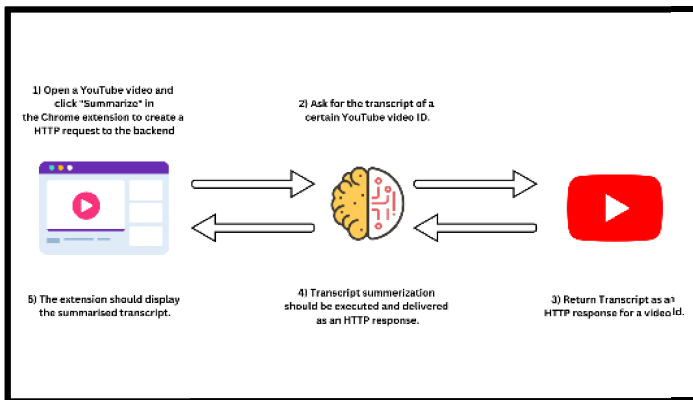 1) Open a YouTube video and
click "Summarize" in
the Chrome extension to create a
HTTP request to the backend
2) Ask for the transcript of a
certain YouTube video ID.
5) The extension should display
the summarised transcript.
4) Transcript summerization
should be executed and delivered
as an HTTP response.
3) Return Transcript as an
HTTP response for a video Id.